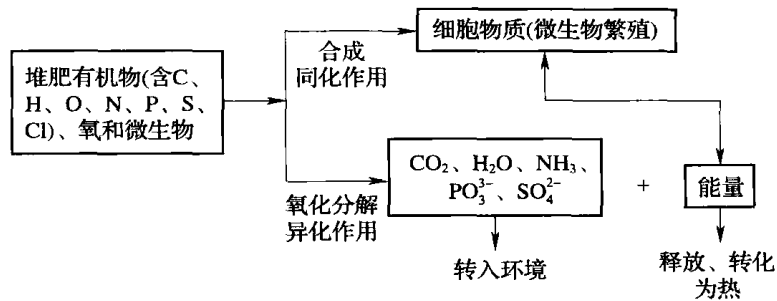 堆肥有机物(含C、
H、O、N、P、S、
Cl)、氧和微生物
合成
同化作用
细胞物质(微生物繁殖)
氧化分解
异化作用
CO₂、H₂O、NH₃、
PO₃³⁻、SO₄²⁻
+
能量
转入环境
释放、转化
为热